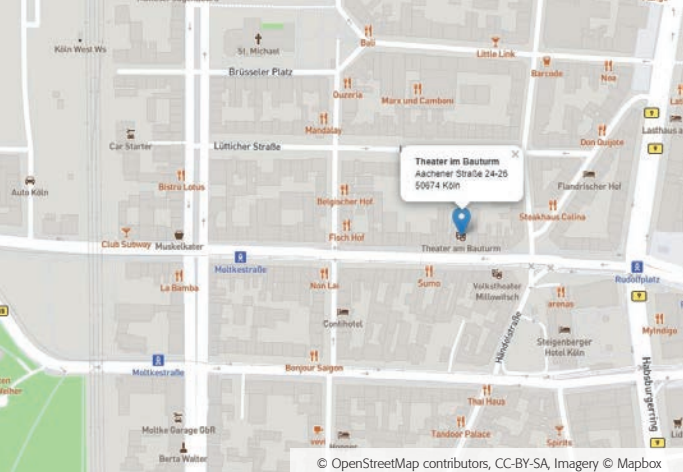 Köln West Ws
St. Michael
Bali
Little Link
Brüsseler Platz
Barcode
Noa
Ouzeria
Marx und Camboni
Mandalay
Don Quijote
Lasthaus a
Car Starter
Lütticher Straße
Theater im Bauturm
Aachener Straße 24-26
50674 Köln
Auto Köln
Bistro Lotus
Belgischer Hof
Flandrischer Hof
Steakhaus Colina
Fisch Hof
Club Subway
Muskelkater
Theater am Bauturm
Moltkestraße
Rudolfplatz
La Bamba
Non La
Sumo
Volkstheater
Millowitsch
arenas
Contihotel
Händelstraße
MyIndigo
Steigenberger
Hotel Köln
Moltkestraße
Bonjour Saigon
Habsburgerring
Thai Haus
Moltke Garage GbR
Tandoor Palace
Spirits
Berta Walter
© OpenStreetMap contributors, CC-BY-SA, Imagery © Mapbox